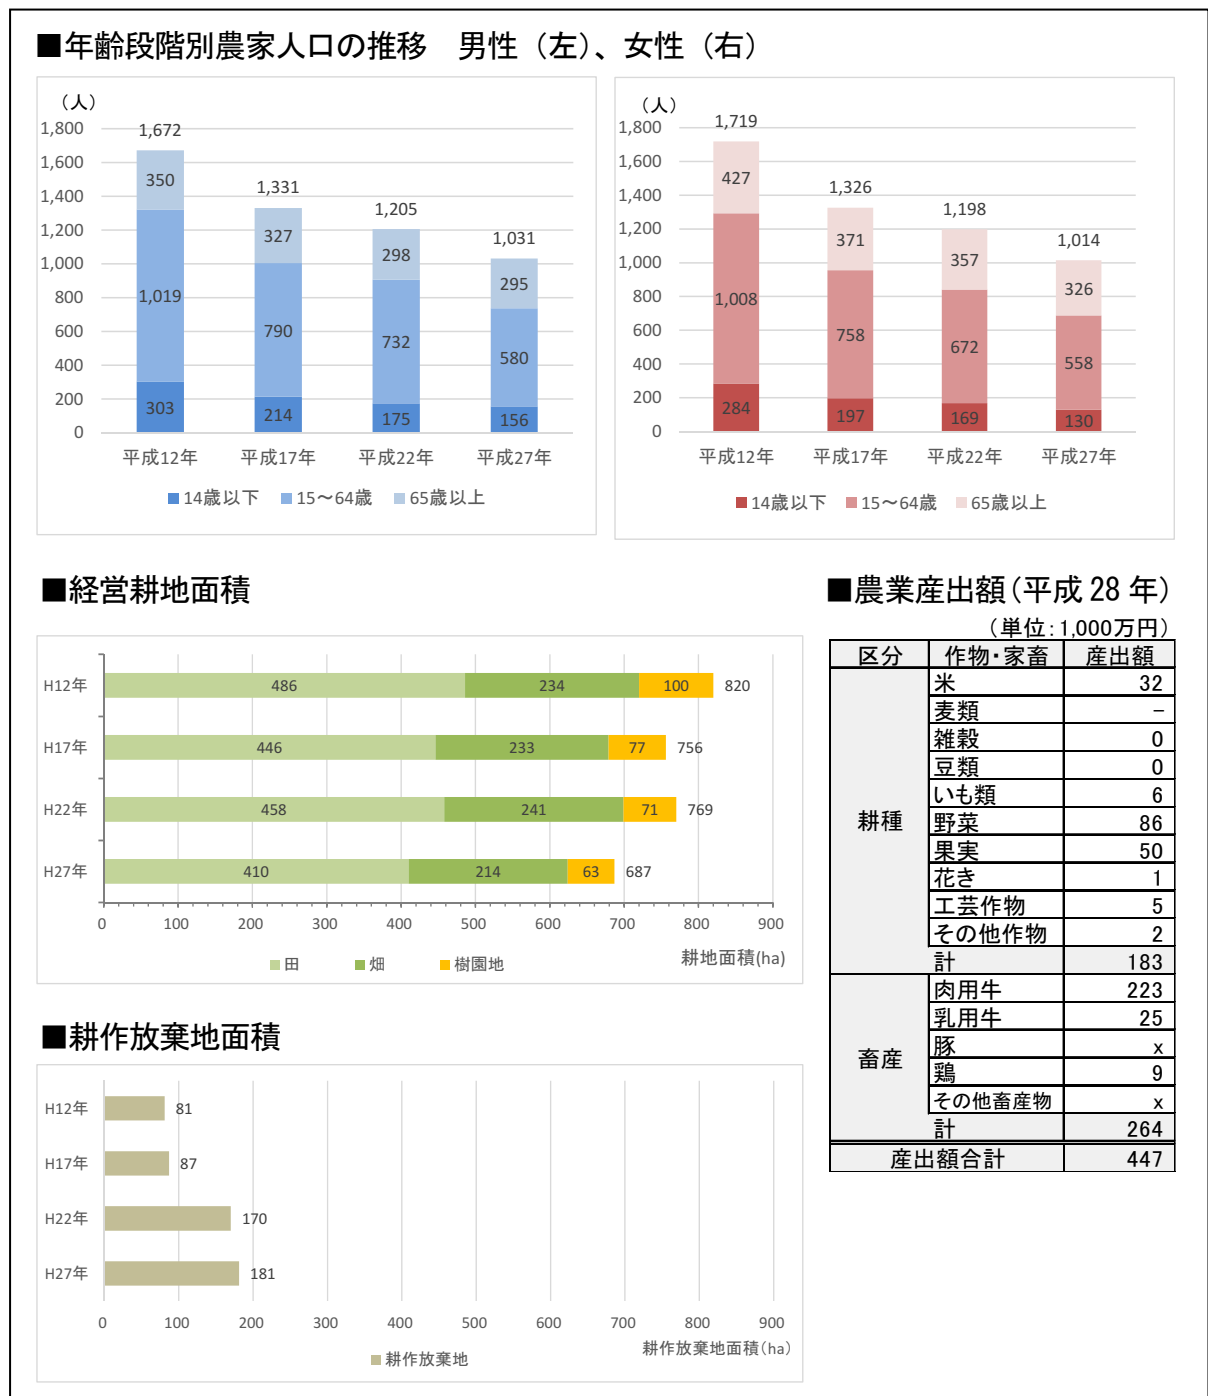 ■年齢段階別農家人口の推移　男性（左）、女性（右）
（人）
1,800
1,600
1,400
1,200
1,000
800
600
400
200
0
1,672
350
1,019
303
1,331
327
790
214
1,205
298
732
175
1,031
295
580
156
平成12年 平成17年 平成22年 平成27年
■14歳以下 ■15～64歳 ■65歳以上
（人）
1,800
1,600
1,400
1,200
1,000
800
600
400
200
0
1,719
427
1,008
284
1,326
371
758
197
1,198
357
672
169
1,014
326
558
130
平成12年 平成17年 平成22年 平成27年
■14歳以下 ■15～64歳 ■65歳以上
■経営耕地面積
H12年 486 234 100 820
H17年 446 233 77 756
H22年 458 241 71 769
H27年 410 214 63 687
0 100 200 300 400 500 600 700 800 900
耕地面積(ha)
■田 ■畑 ■樹園地
■耕作放棄地面積
H12年 81
H17年 87
H22年 170
H27年 181
0 100 200 300 400 500 600 700 800 900
耕作放棄地面積（ha）
■耕作放棄地
■農業産出額（平成 28 年）
（単位：1,000万円）
区分 作物・家畜 産出額
耕種
米 32
麦類 －
雑穀 0
豆類 0
いも類 6
野菜 86
果実 50
花き 1
工芸作物 5
その他作物 2
計 183
畜産
肉用牛 223
乳用牛 25
豚 x
鶏 9
その他畜産物 x
計 264
産出額合計 447